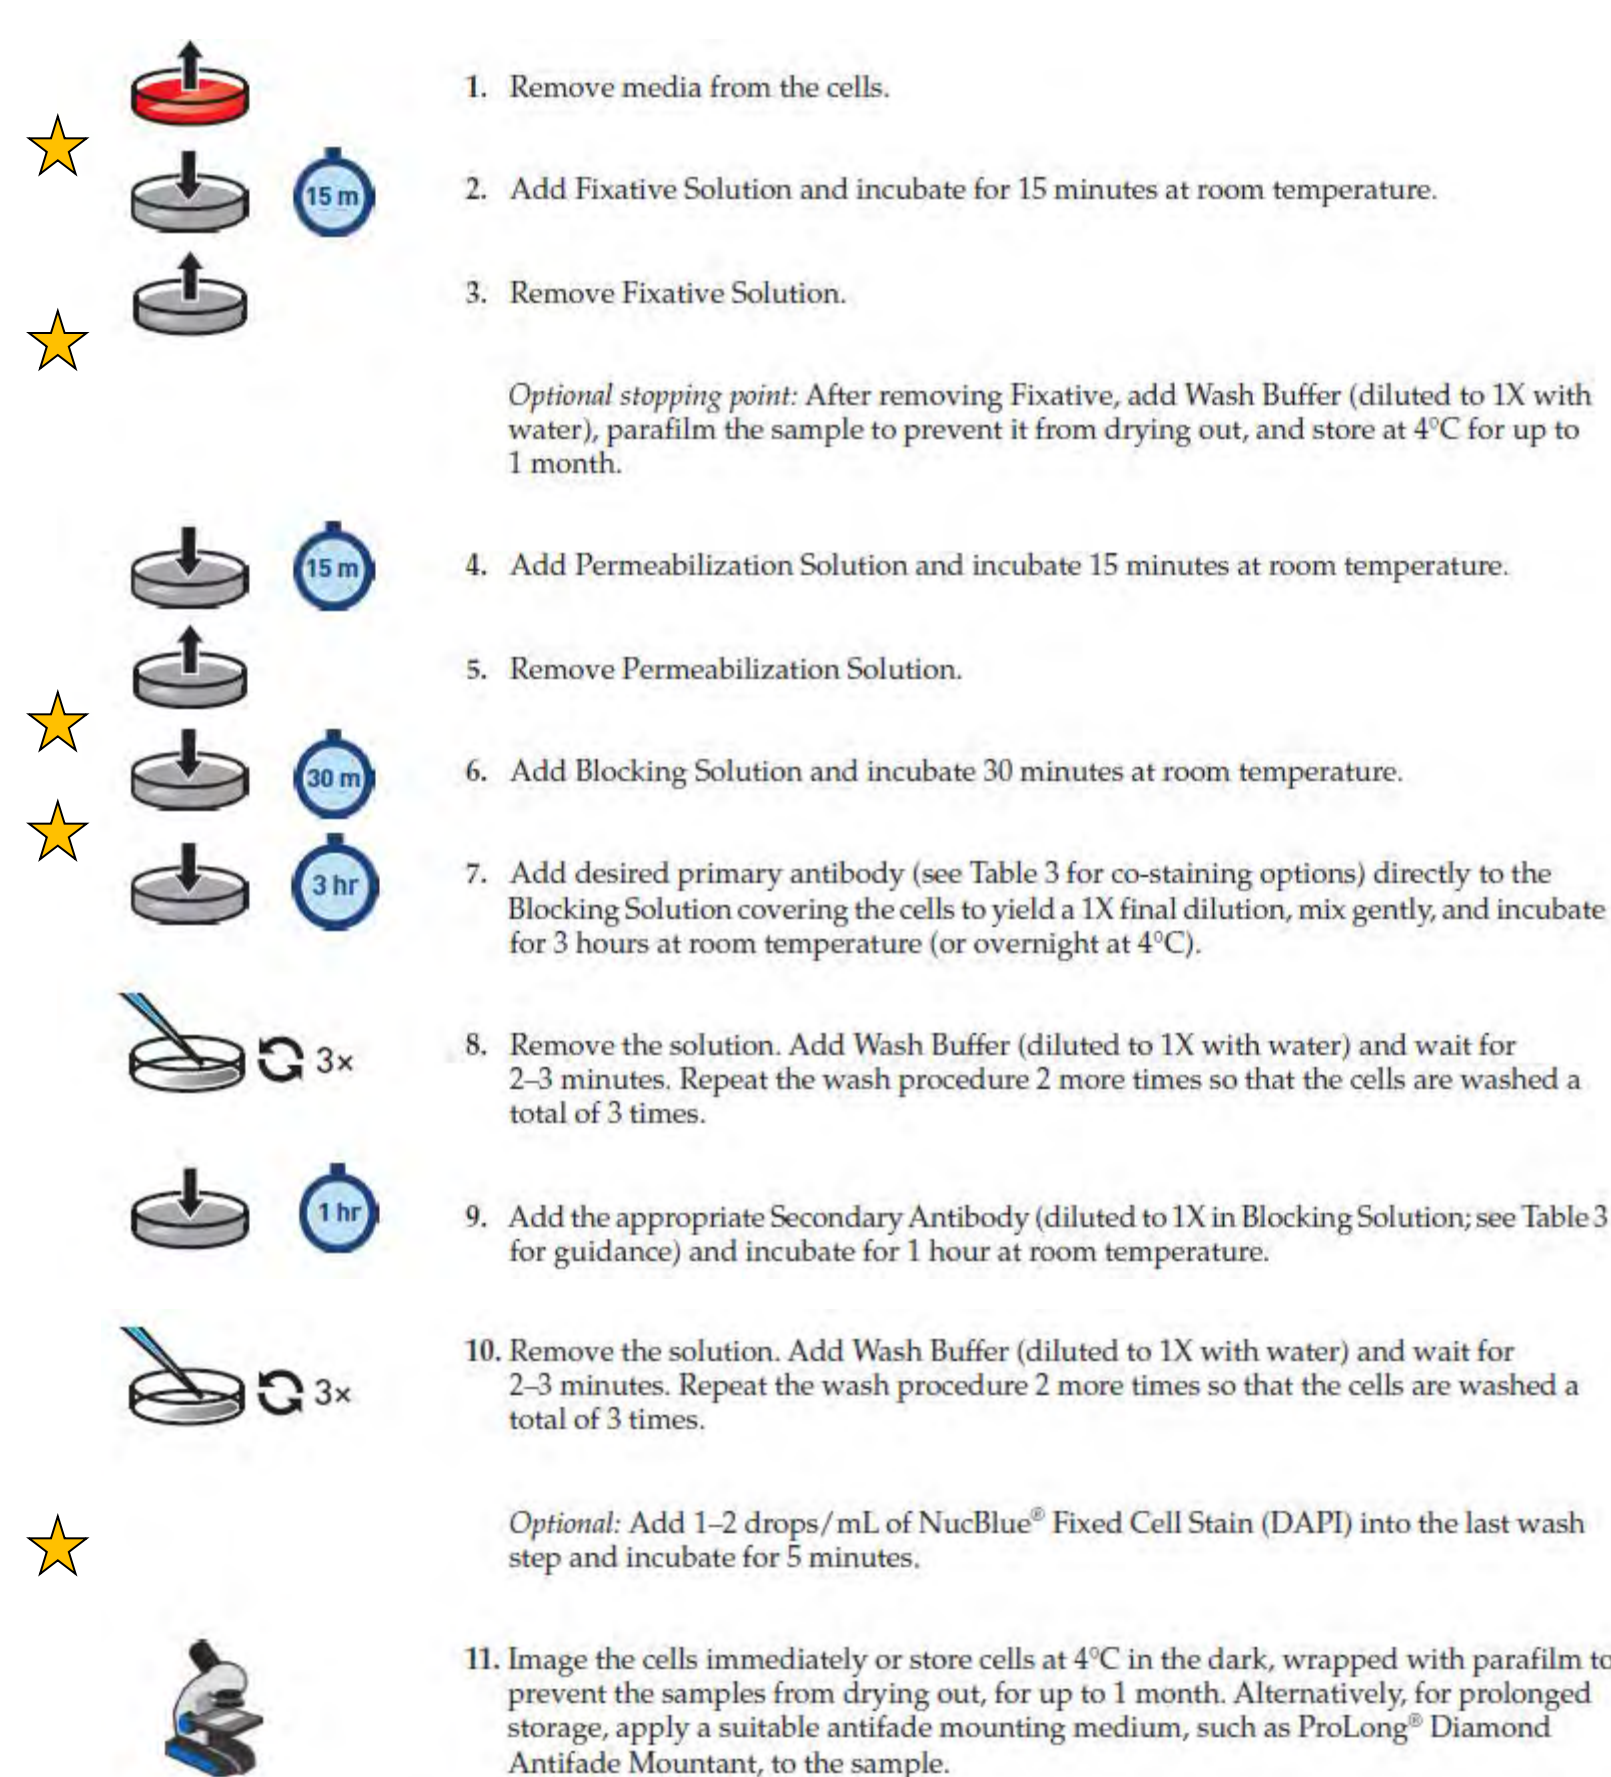 1. Remove media from the cells.
15 m
2. Add Fixative Solution and incubate for 15 minutes at room temperature.
3. Remove Fixative Solution.
Optional stopping point: After removing Fixative, add Wash Buffer (diluted to 1X with
water), parafilm the sample to prevent it from drying out, and store at 4°C for up to
1 month.
15 m
4. Add Permeabilization Solution and incubate 15 minutes at room temperature.
5. Remove Permeabilization Solution.
30 m
6. Add Blocking Solution and incubate 30 minutes at room temperature.
3 hr
7. Add desired primary antibody (see Table 3 for co-staining options) directly to the
Blocking Solution covering the cells to yield a 1X final dilution, mix gently, and incubate
for 3 hours at room temperature (or overnight at 4°C).
3×
8. Remove the solution. Add Wash Buffer (diluted to 1X with water) and wait for
2–3 minutes. Repeat the wash procedure 2 more times so that the cells are washed a
total of 3 times.
1 hr
9. Add the appropriate Secondary Antibody (diluted to 1X in Blocking Solution; see Table 3
for guidance) and incubate for 1 hour at room temperature.
3×
10. Remove the solution. Add Wash Buffer (diluted to 1X with water) and wait for
2–3 minutes. Repeat the wash procedure 2 more times so that the cells are washed a
total of 3 times.
Optional: Add 1–2 drops/mL of NucBlue® Fixed Cell Stain (DAPI) into the last wash
step and incubate for 5 minutes.
11. Image the cells immediately or store cells at 4°C in the dark, wrapped with parafilm to
prevent the samples from drying out, for up to 1 month. Alternatively, for prolonged
storage, apply a suitable antifade mounting medium, such as ProLong® Diamond
Antifade Mountant, to the sample.